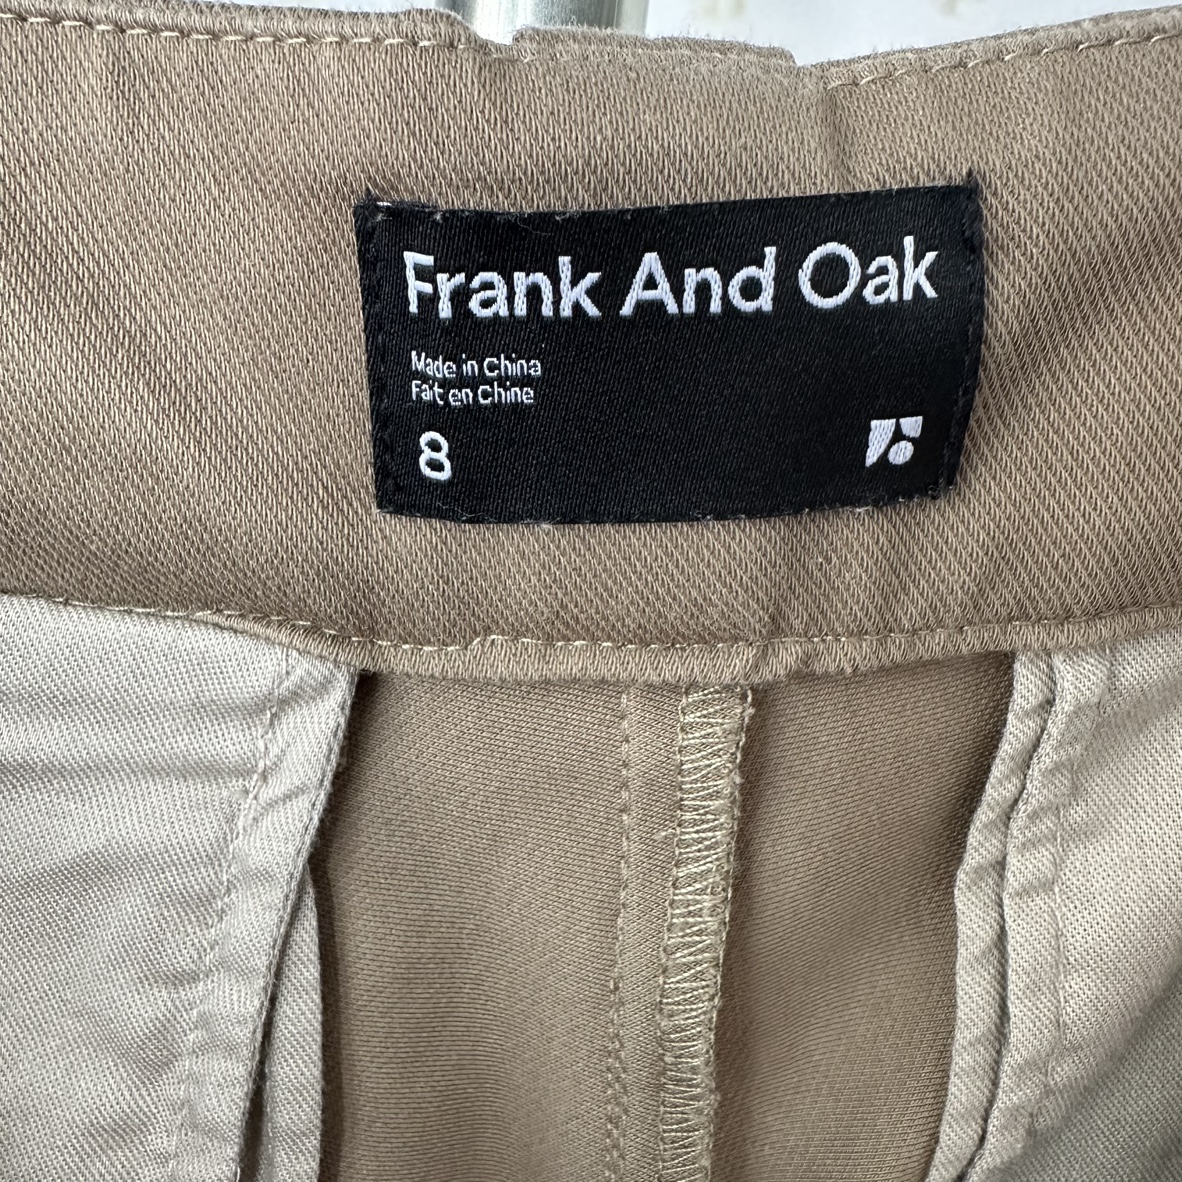 Frank And Oak
Made in China
Fait en Chine
8